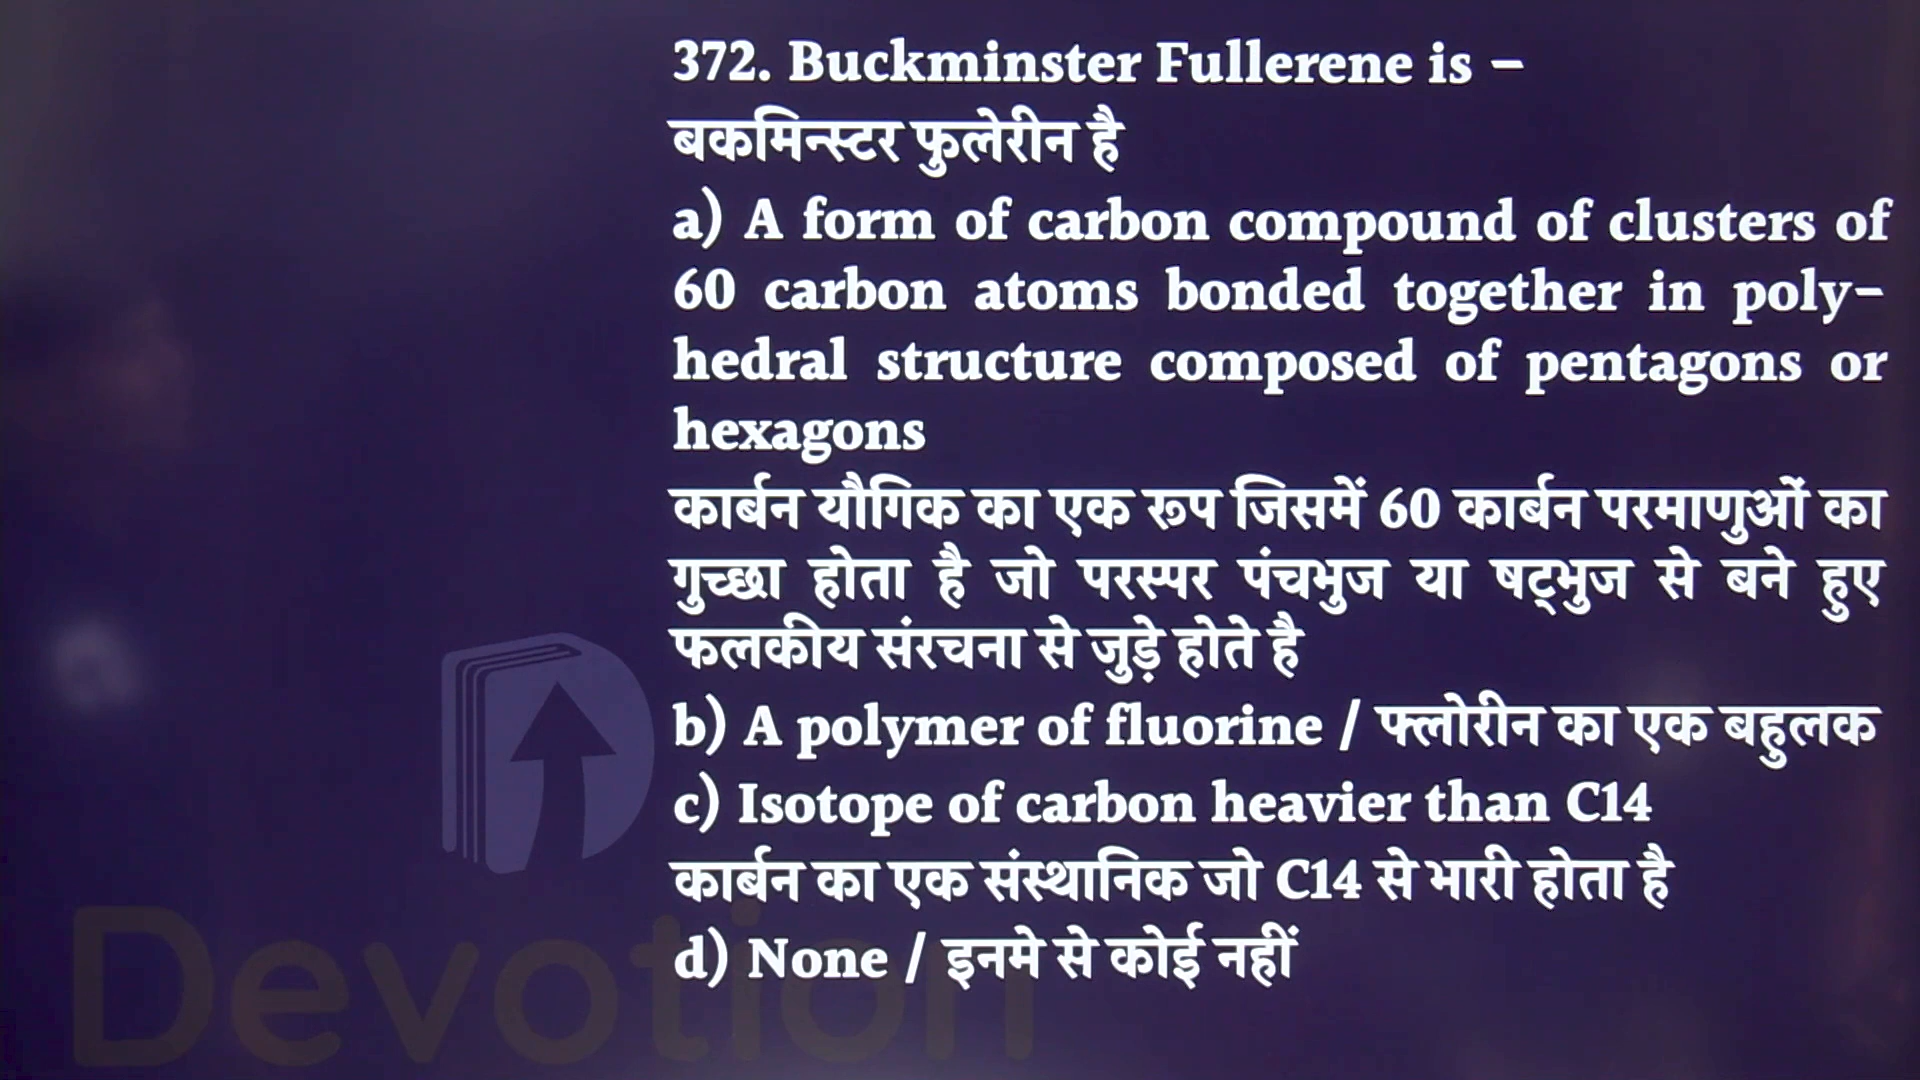 372. Buckminster Fullerene is –
बकमिन्स्टर फुलेरीन है
a) A form of carbon compound of clusters of
60 carbon atoms bonded together in poly-
hedral structure composed of pentagons or
hexagons
कार्बन यौगिक का एक रूप जिसमें 60 कार्बन परमाणुओं का
गुच्छा होता है जो परस्पर पंचभुज या षट्भुज से बने हुए
फलकीय संरचना से जुड़े होते है
b) A polymer of fluorine / फ्लोरीन का एक बहुलक
c) Isotope of carbon heavier than C14
कार्बन का एक संस्थानिक जो C14 से भारी होता है
d) None / इनमे से कोई नहीं
Devotion